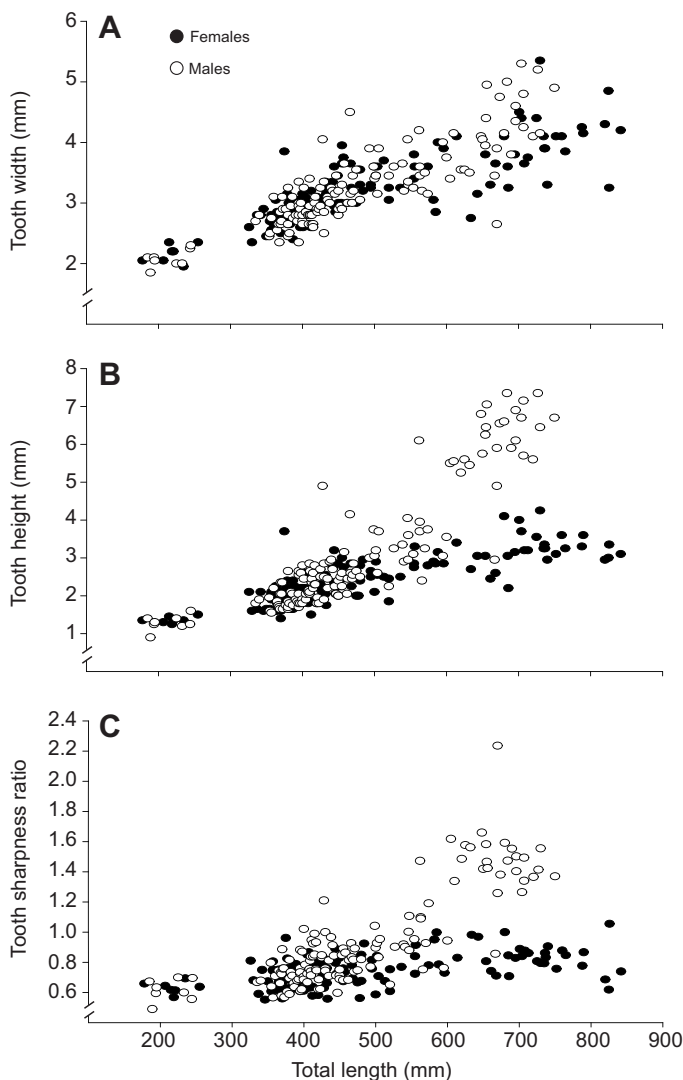 A
Females
Males
Tooth width (mm)
6
5
4
3
2
B
Tooth height (mm)
8
7
6
5
4
3
2
1
C
Tooth sharpness ratio
2.4
2.2
2.0
1.8
1.6
1.4
1.2
1.0
0.8
0.6
200 300 400 500 600 700 800 900
Total length (mm)